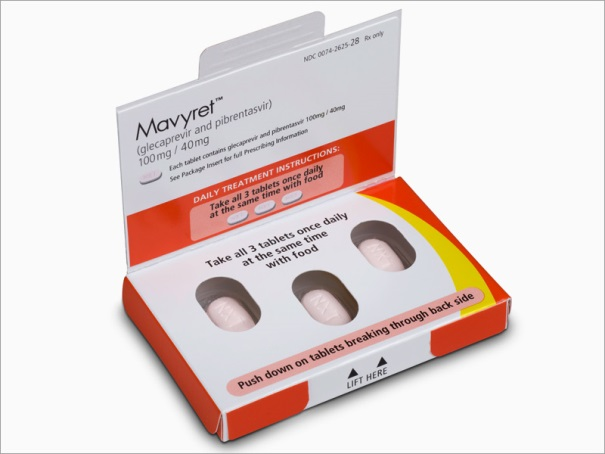 NDC 0074-2625-28 Rx only
Mavyret™
(glecaprevir and pibrentasvir)
100mg / 40mg
Each tablet contains glecaprevir and pibrentasvir 100mg / 40mg
See Package Insert for full Prescribing Information
DAILY TREATMENT INSTRUCTIONS:
Take all 3 tablets once daily
at the same time with food
Take all 3 tablets once daily
at the same time
with food
Push down on tablets breaking through back side
LIFT HERE